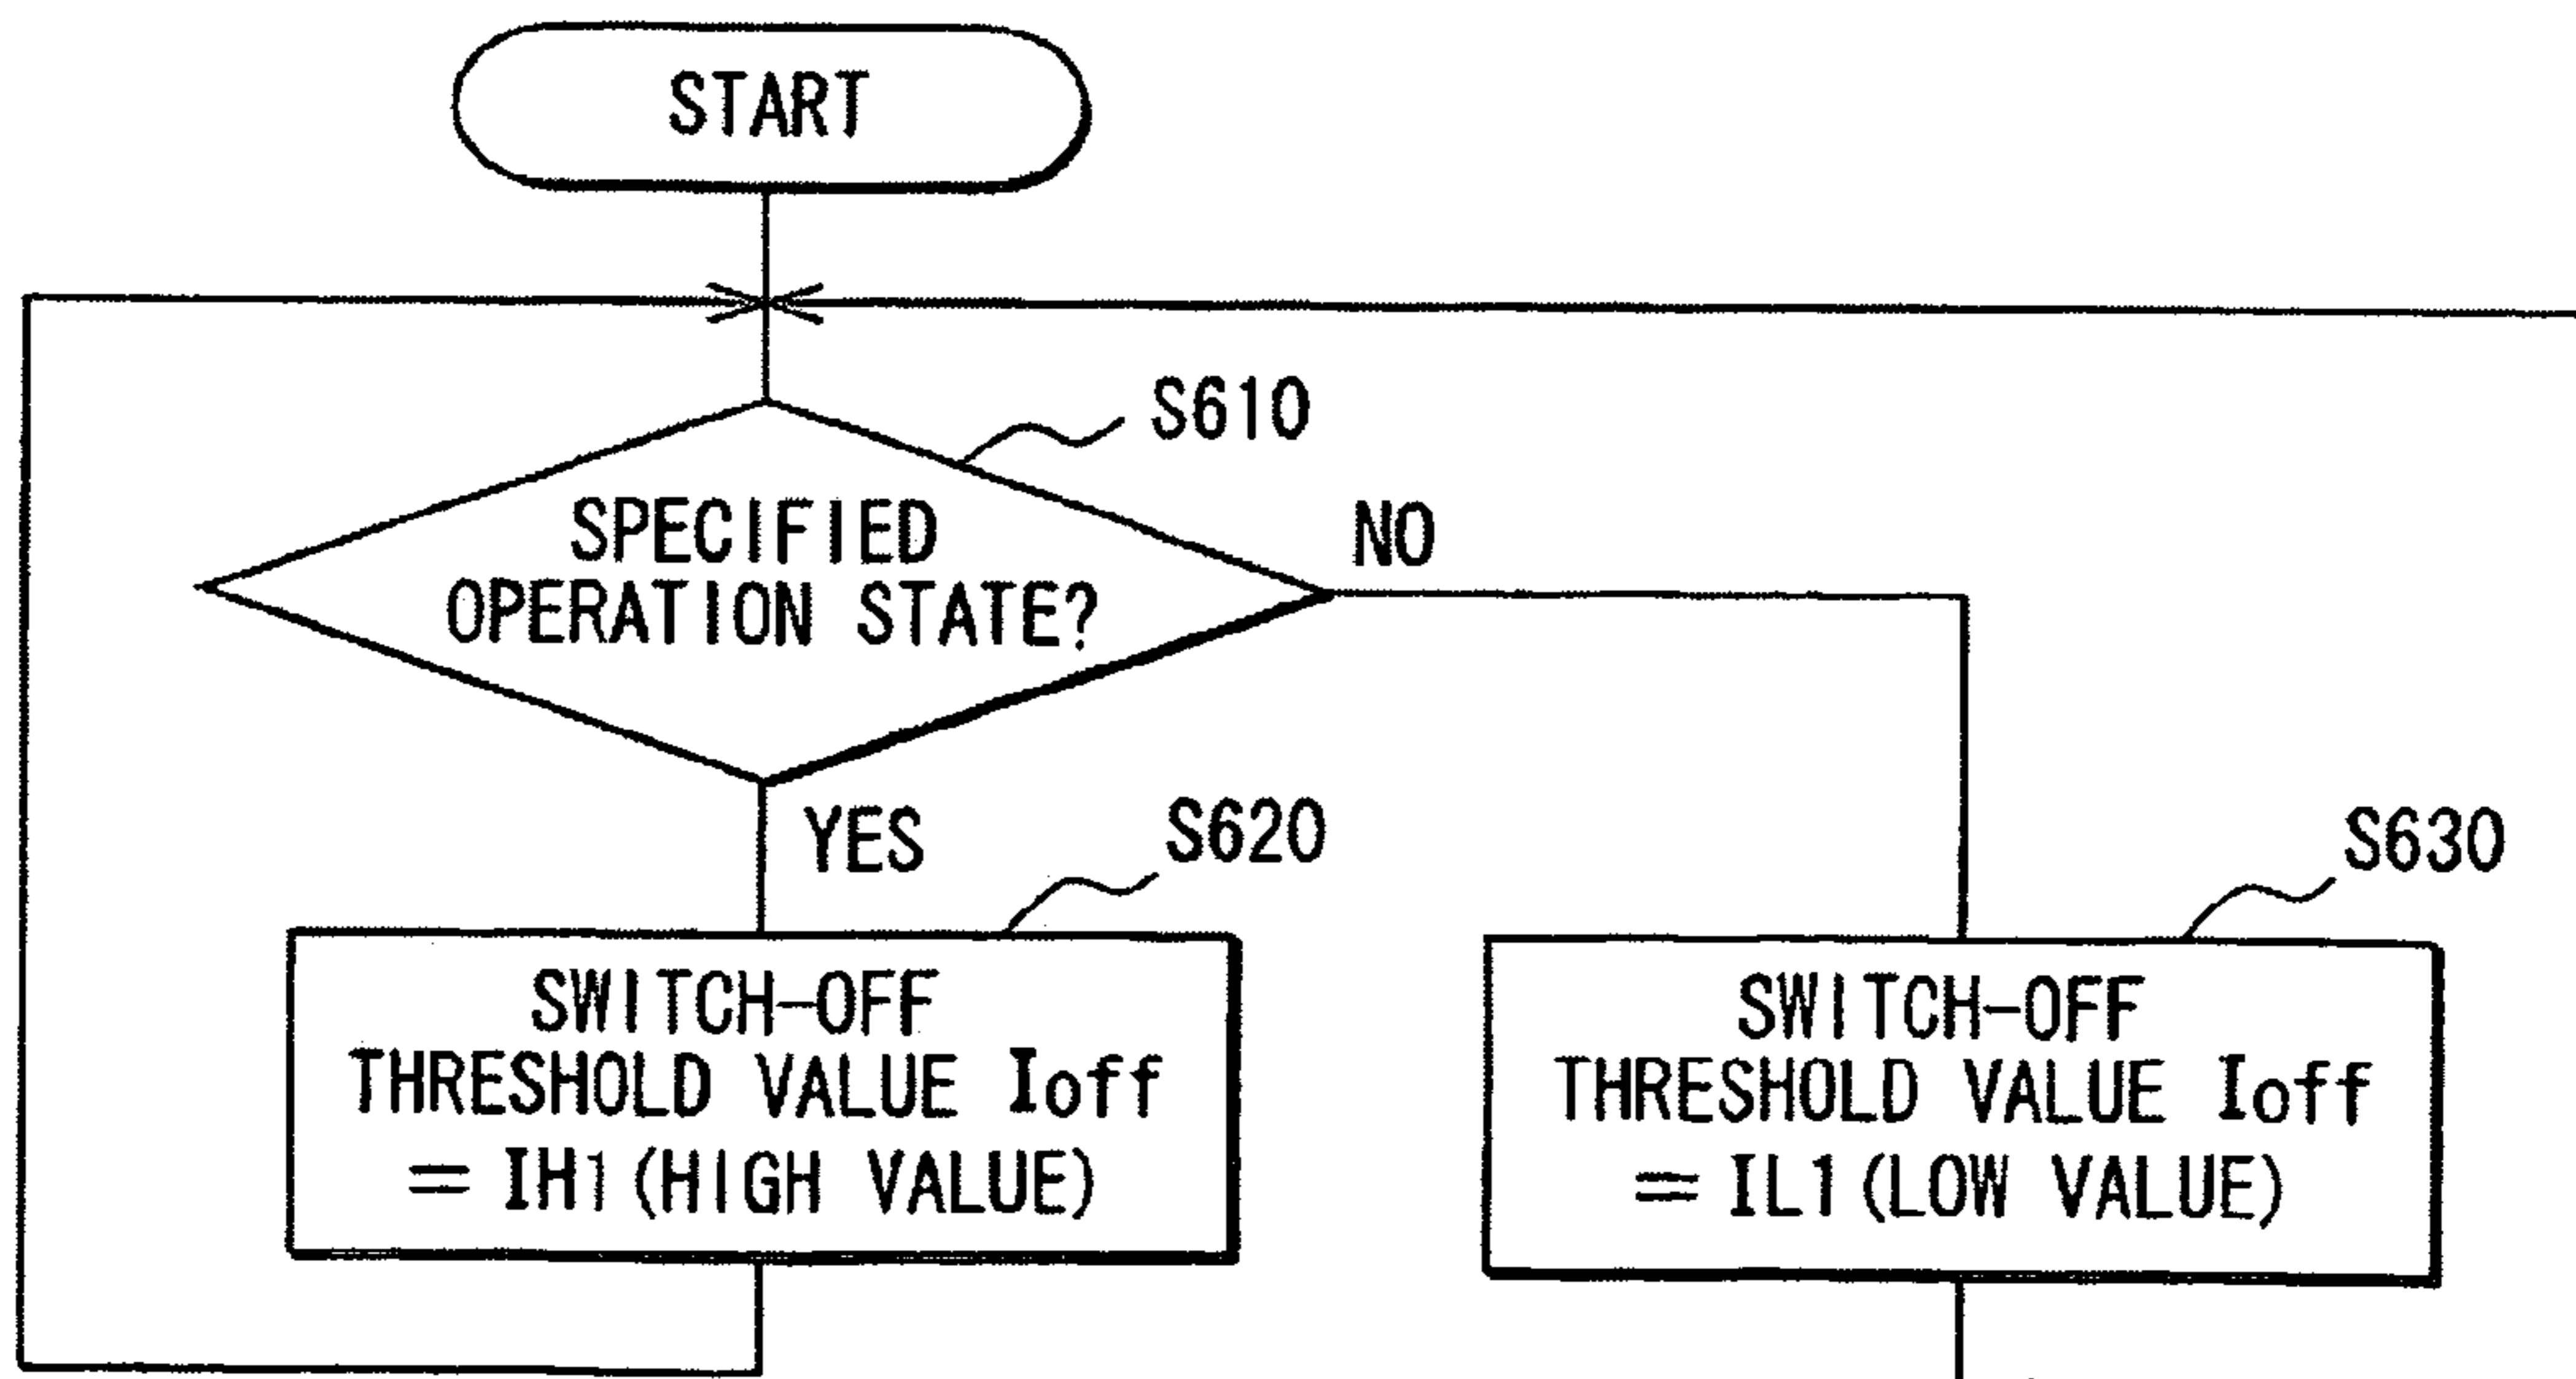 START
S610
SPECIFIED
OPERATION STATE?
NO
YES
S620
S630
SWITCH-OFF
THRESHOLD VALUE Ioff
= IH1 (HIGH VALUE)
SWITCH-OFF
THRESHOLD VALUE Ioff
= IL1 (LOW VALUE)